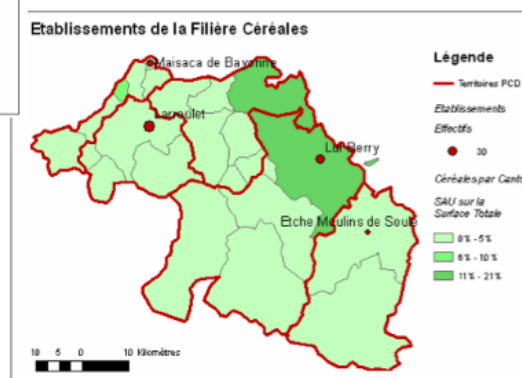 Etablissements de la Filière Céréales
Maisaca de Bayonne
Larroulet
Lur Berry
Etche Moulins de Soule
Légende
Territoires PCD
Etablissements
Effectifs
30
Céréales par Canto
SAU sur la
Surface Totale
0% - 5%
6% - 10%
11% - 21%
10 5 0 10 Kilomètres